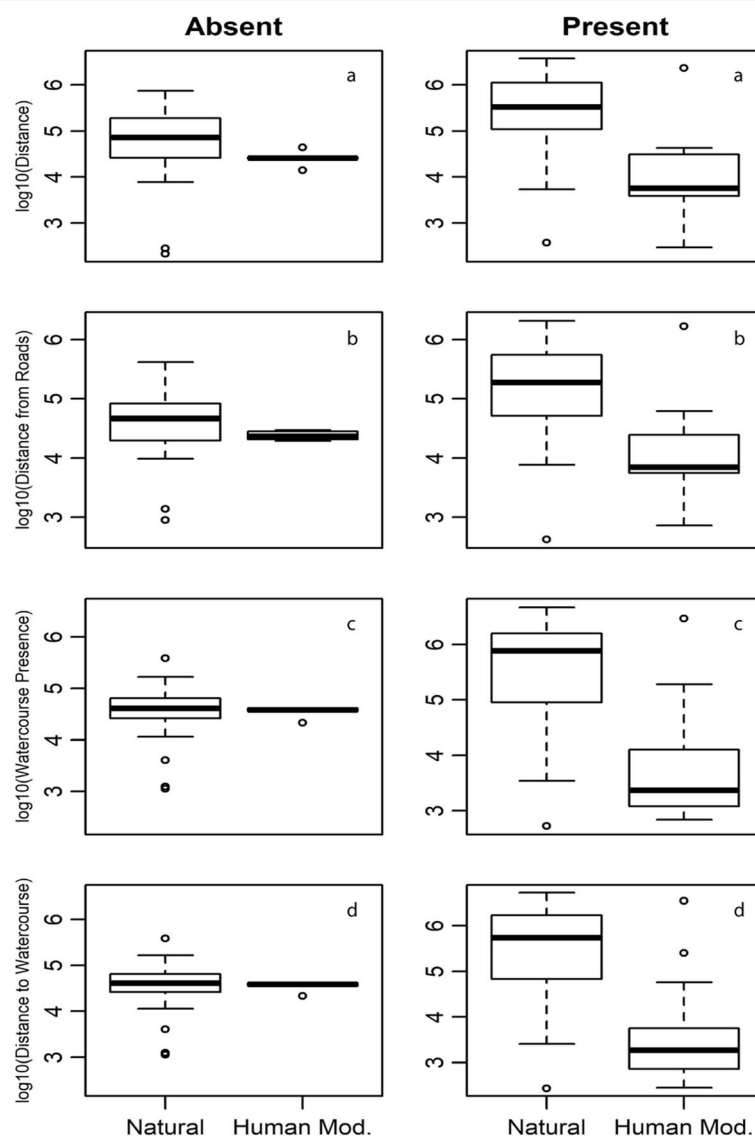 Absent Present
log10(Distance) 6 5 4 3 a 6 5 4 3 a
log10(Distance from Roads) 6 5 4 3 b 6 5 4 3 b
log10(Watercourse Presence) 6 5 4 3 c 6 5 4 3 c
log10(Distance to Watercourse) 6 5 4 3 d 6 5 4 3 d
Natural Human Mod. Natural Human Mod.